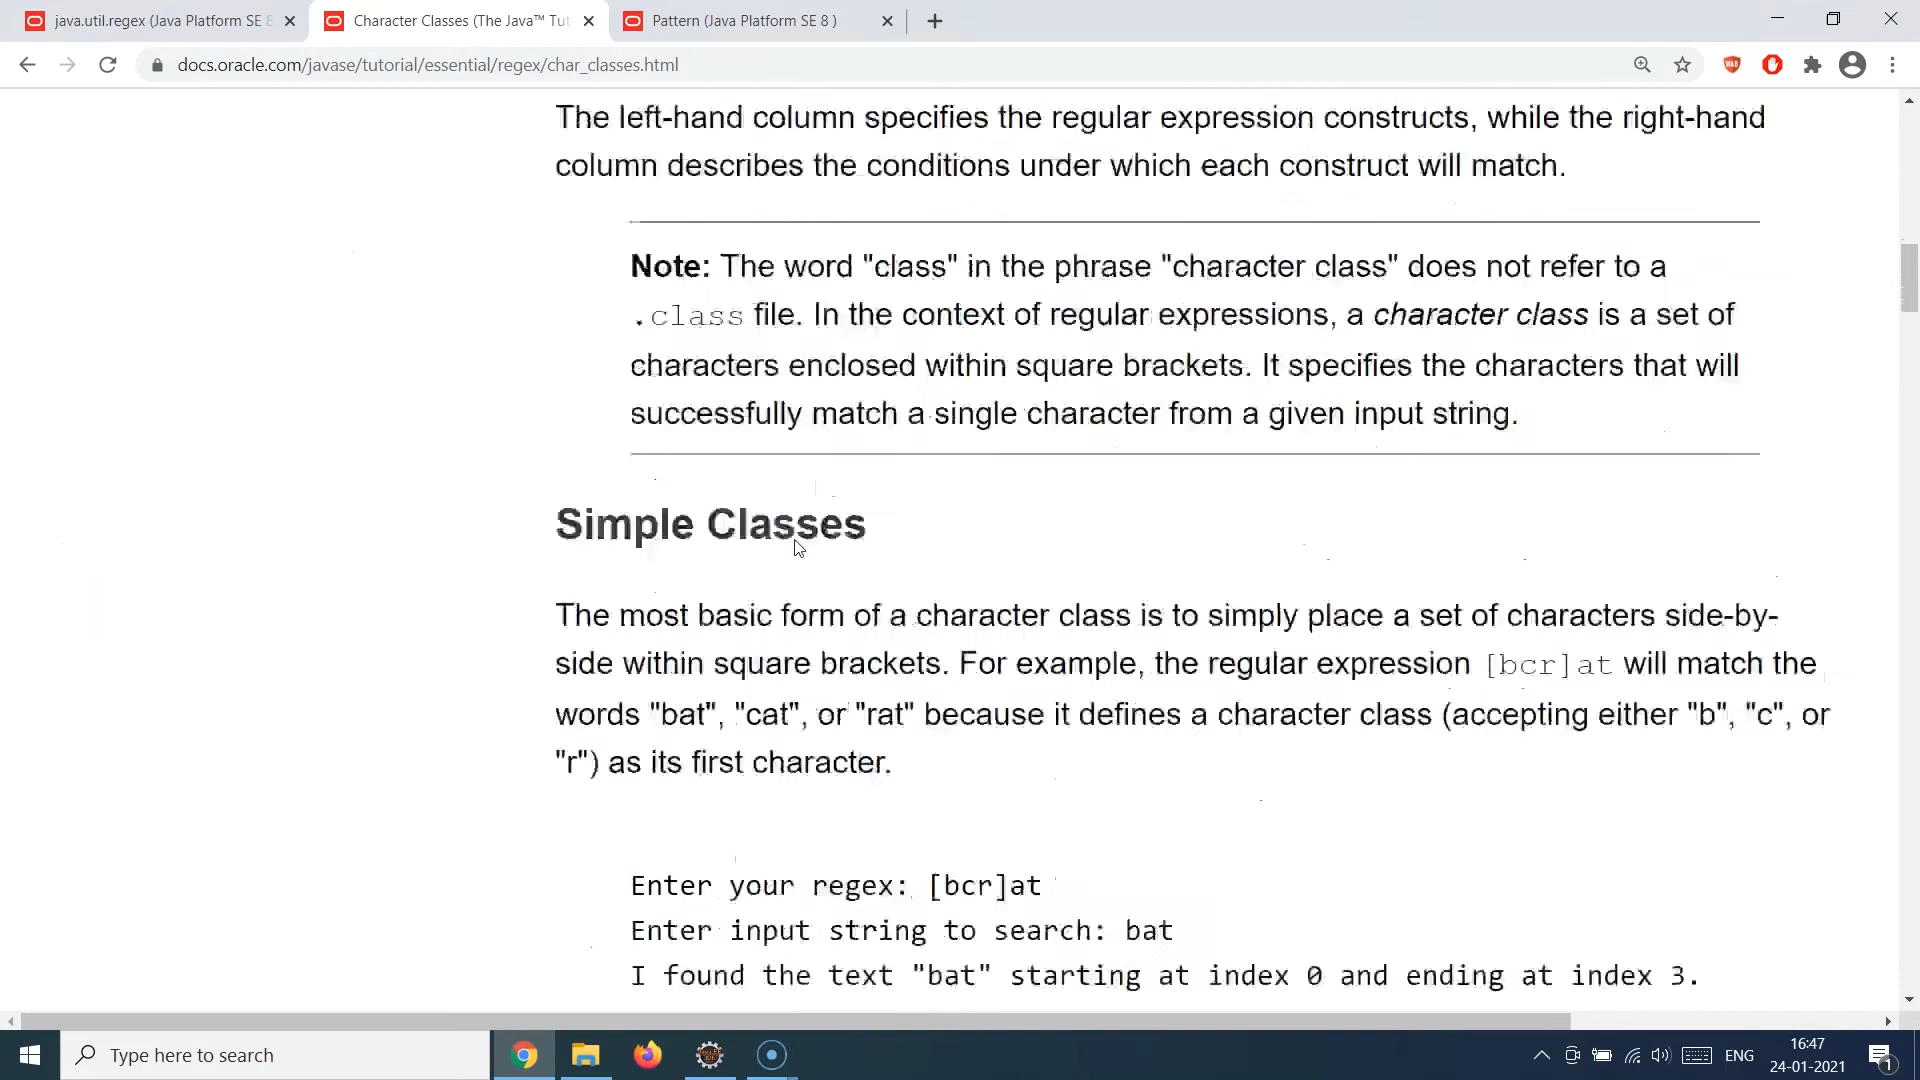 java.util.regex (Java Platform SE 8
Character Classes (The Java™ Tut
Pattern (Java Platform SE 8 )
docs.oracle.com/javase/tutorial/essential/regex/char_classes.html
The left-hand column specifies the regular expression constructs, while the right-hand
column describes the conditions under which each construct will match.
Note: The word "class" in the phrase "character class" does not refer to a
.class file. In the context of regular expressions, a character class is a set of
characters enclosed within square brackets. It specifies the characters that will
successfully match a single character from a given input string.
Simple Classes
The most basic form of a character class is to simply place a set of characters side-by-
side within square brackets. For example, the regular expression [bcr]at will match the
words "bat", "cat", or "rat" because it defines a character class (accepting either "b", "c", or
"r") as its first character.
Enter your regex: [bcr]at
Enter input string to search: bat
I found the text "bat" starting at index 0 and ending at index 3.
Type here to search
ENG
16:47
24-01-2021
1